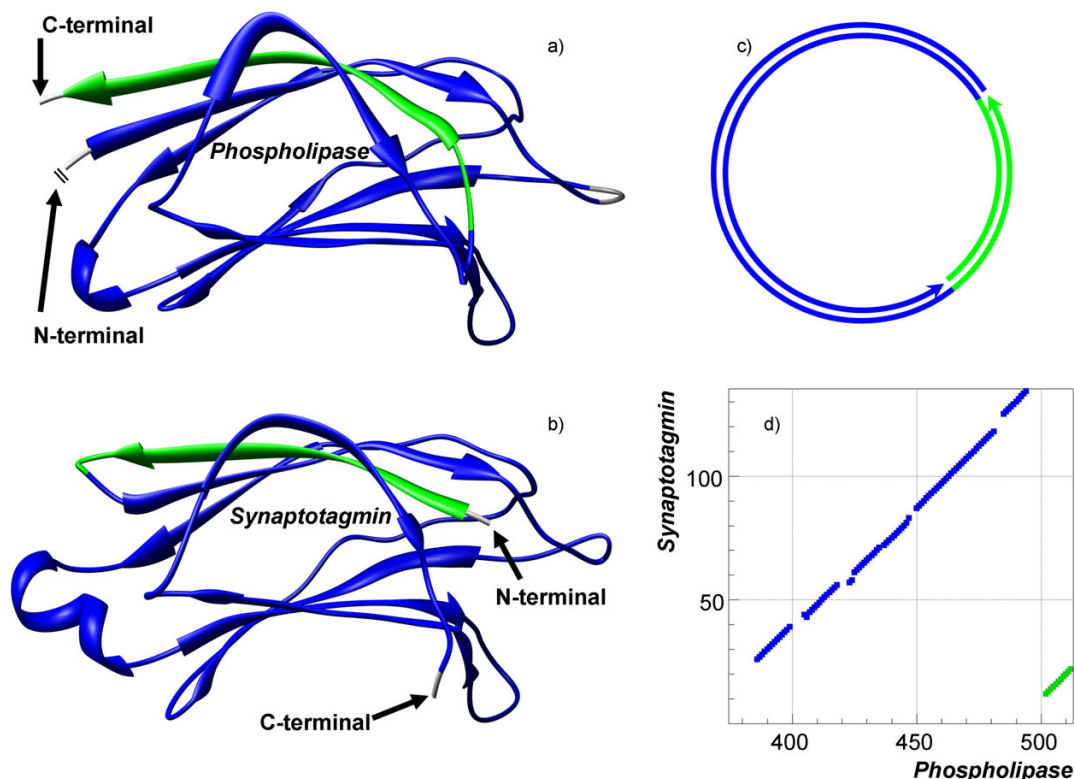 C-terminal
a)
Phospholipase
N-terminal
c)
b)
Synaptotagmin
N-terminal
C-terminal
d)
Synaptotagmin
100
50
400
450
500
Phospholipase